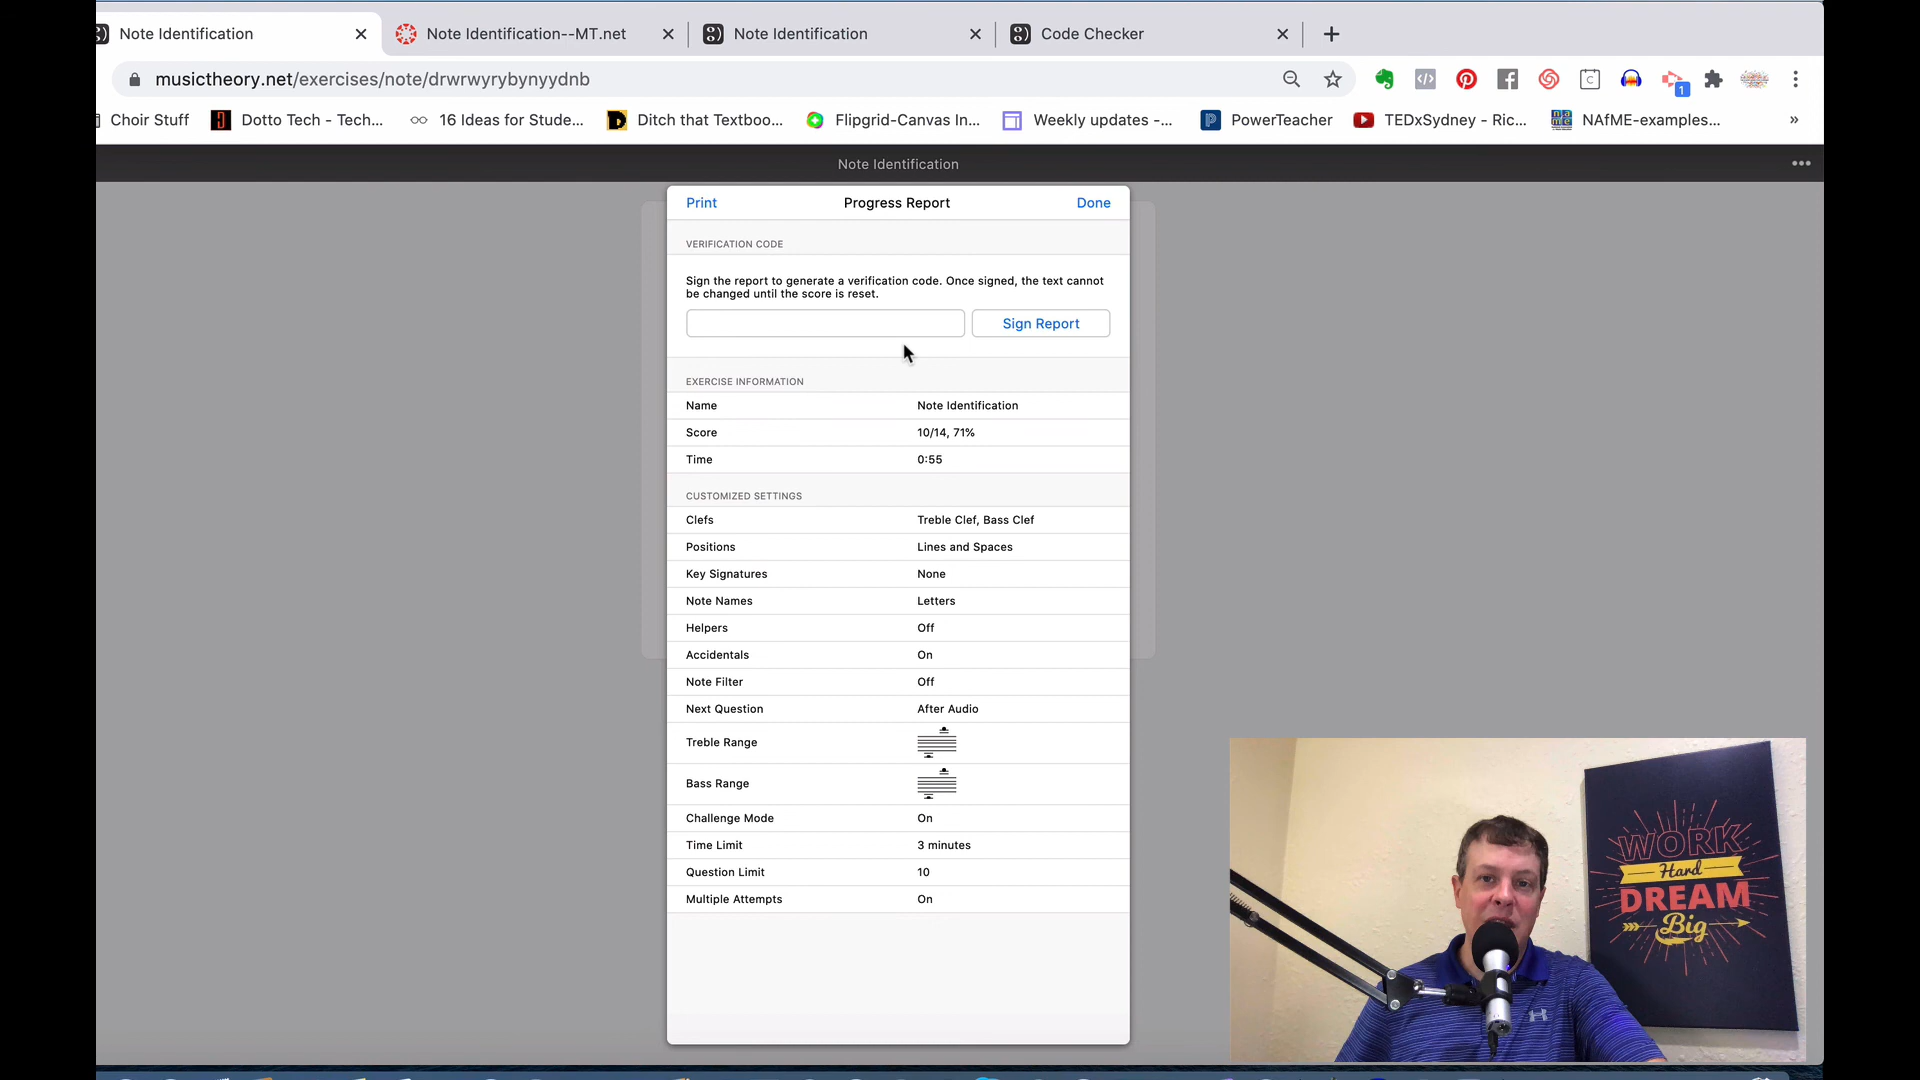 Note Identification
Note Identification--MT.net
Note Identification
Code Checker
musictheory.net/exercises/note/drwrwyrybynyydnb
1
Choir Stuff
Dotto Tech - Tech...
16 Ideas for Stude...
Ditch that Textboo...
Flipgrid-Canvas In...
Weekly updates -...
PowerTeacher
TEDxSydney - Ric...
NAfME-examples...
Note Identification
Print
Progress Report
Done
VERIFICATION CODE
Sign the report to generate a verification code. Once signed, the text cannot
be changed until the score is reset.
Sign Report
EXERCISE INFORMATION
Name Note Identification
Score 10/14, 71%
Time 0:55
CUSTOMIZED SETTINGS
Clefs Treble Clef, Bass Clef
Positions Lines and Spaces
Key Signatures None
Note Names Letters
Helpers Off
Accidentals On
Note Filter Off
Next Question After Audio
Treble Range
Bass Range
Challenge Mode On
Time Limit 3 minutes
Question Limit 10
Multiple Attempts On
WORK
Hard
DREAM
Big